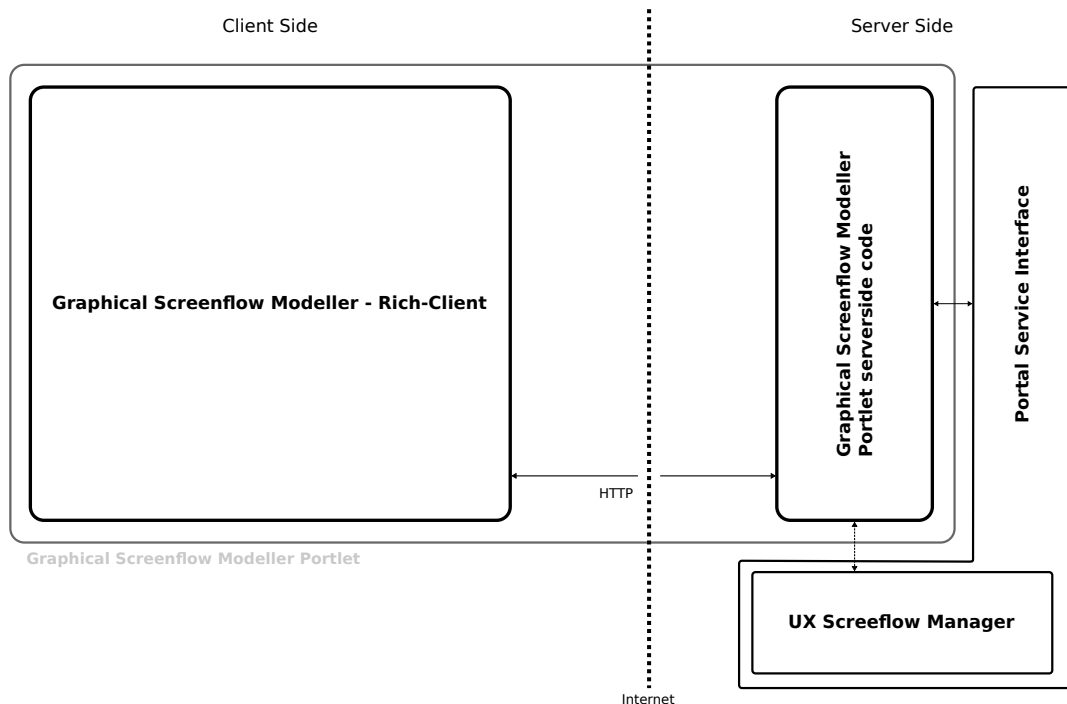 Client Side
Server Side
Graphical Screenflow Modeller - Rich-Client
Graphical Screenflow Modeller
Portlet serverside code
Portal Service Interface
HTTP
Graphical Screenflow Modeller Portlet
UX Screeflow Manager
Internet